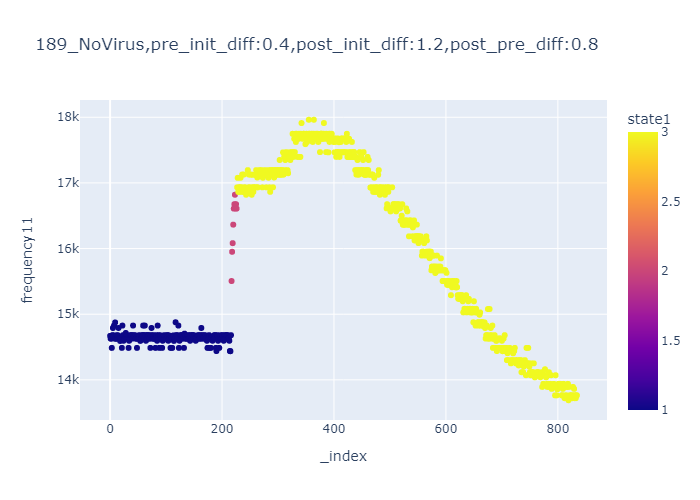 189_NoVirus,pre_init_diff:0.4,post_init_diff:1.2,post_pre_diff:0.8
state1
18k
17k
16k
15k
14k
frequency11
0
200
400
600
800
_index
3
2.5
2
1.5
1